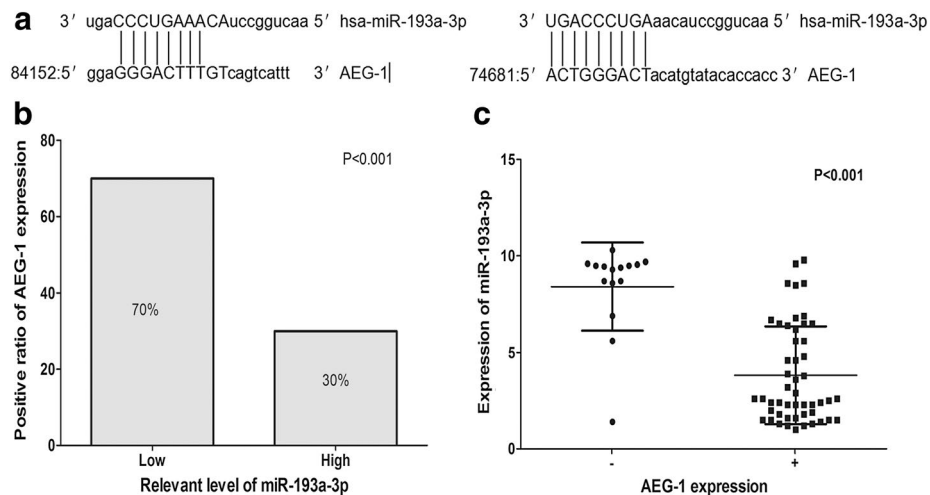 a
3′ ugaCCCUGAAACAuccggucaa 5′ hsa-miR-193a-3p
84152:5′ ggaGGGACTTTGTcagtcattt 3′ AEG-1
3′ UGACCCUGAaacauccggucaa 5′ hsa-miR-193a-3p
74681:5′ ACTGGGACTacatgtatacaccacc 3′ AEG-1
b
Positive ratio of AEG-1 expression
80
60
40
20
0
P<0.001
70%
30%
Low High
Relevant level of miR-193a-3p
c
Expression of miR-193a-3p
15
10
5
0
P<0.001
- +
AEG-1 expression